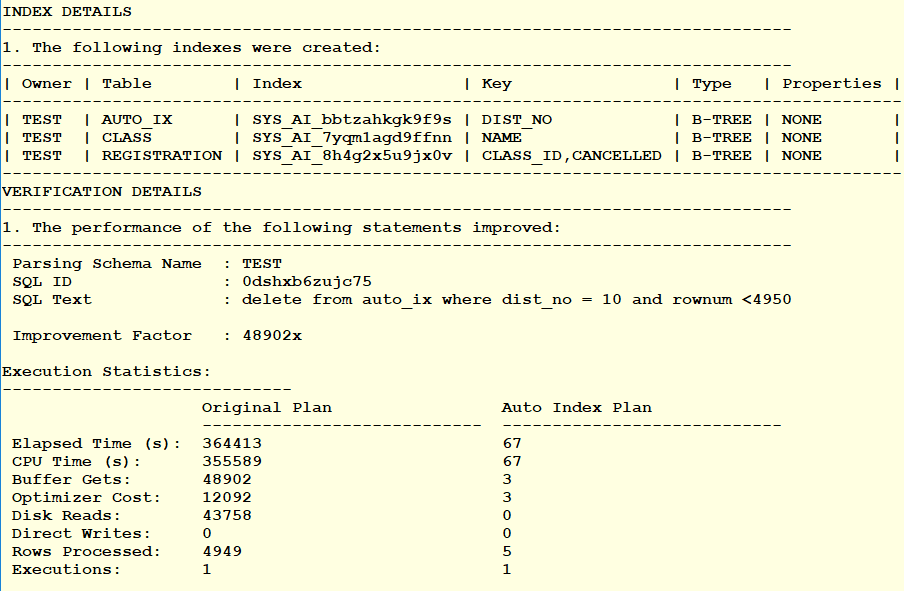 INDEX DETAILS
-------------------------------------------------------------------------------
1. The following indexes were created:
-------------------------------------------------------------------------------
| Owner | Table        | Index                | Key                | Type   | Properties |
------------------------------------------------------------------------------------------
| TEST  | AUTO_IX      | SYS_AI_bbtzahkgk9f9s | DIST_NO            | B-TREE | NONE       |
| TEST  | CLASS        | SYS_AI_7yqm1agd9ffnn | NAME               | B-TREE | NONE       |
| TEST  | REGISTRATION | SYS_AI_8h4g2x5u9jx0v | CLASS_ID,CANCELLED | B-TREE | NONE       |
------------------------------------------------------------------------------------------
VERIFICATION DETAILS
-------------------------------------------------------------------------------
1. The performance of the following statements improved:
-------------------------------------------------------------------------------
 Parsing Schema Name  : TEST
 SQL ID               : 0dshxb6zujc75
 SQL Text             : delete from auto_ix where dist_no = 10 and rownum <4950
 Improvement Factor   : 48902x
Execution Statistics:
-----------------------------
                    Original Plan                 Auto Index Plan
                    ----------------------------  ----------------------------
 Elapsed Time (s):  364413                        67
 CPU Time (s):      355589                        67
 Buffer Gets:       48902                         3
 Optimizer Cost:    12092                         3
 Disk Reads:        43758                         0
 Direct Writes:     0                             0
 Rows Processed:    4949                          5
 Executions:        1                             1